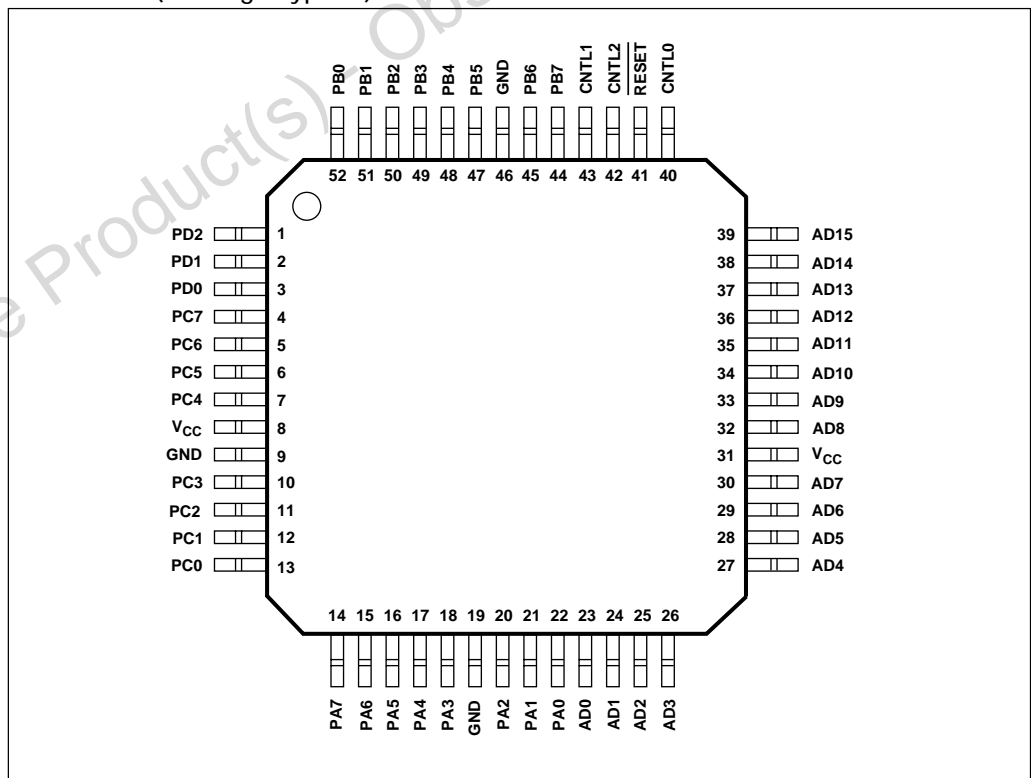 PB0 PB1 PB2 PB3 PB4 PB5 GND PB6 PB7 CNTL1 CNTL2 RESET CNTL0
52 51 50 49 48 47 46 45 44 43 42 41 40
PD2 1 39 AD15
PD1 2 38 AD14
PD0 3 37 AD13
PC7 4 36 AD12
PC6 5 35 AD11
PC5 6 34 AD10
PC4 7 33 AD9
VCC 8 32 AD8
GND 9 31 VCC
PC3 10 30 AD7
PC2 11 29 AD6
PC1 12 28 AD5
PC0 13 27 AD4
14 15 16 17 18 19 20 21 22 23 24 25 26
PA7 PA6 PA5 PA4 PA3 GND PA2 PA1 PA0 AD0 AD1 AD2 AD3
Product(s) -